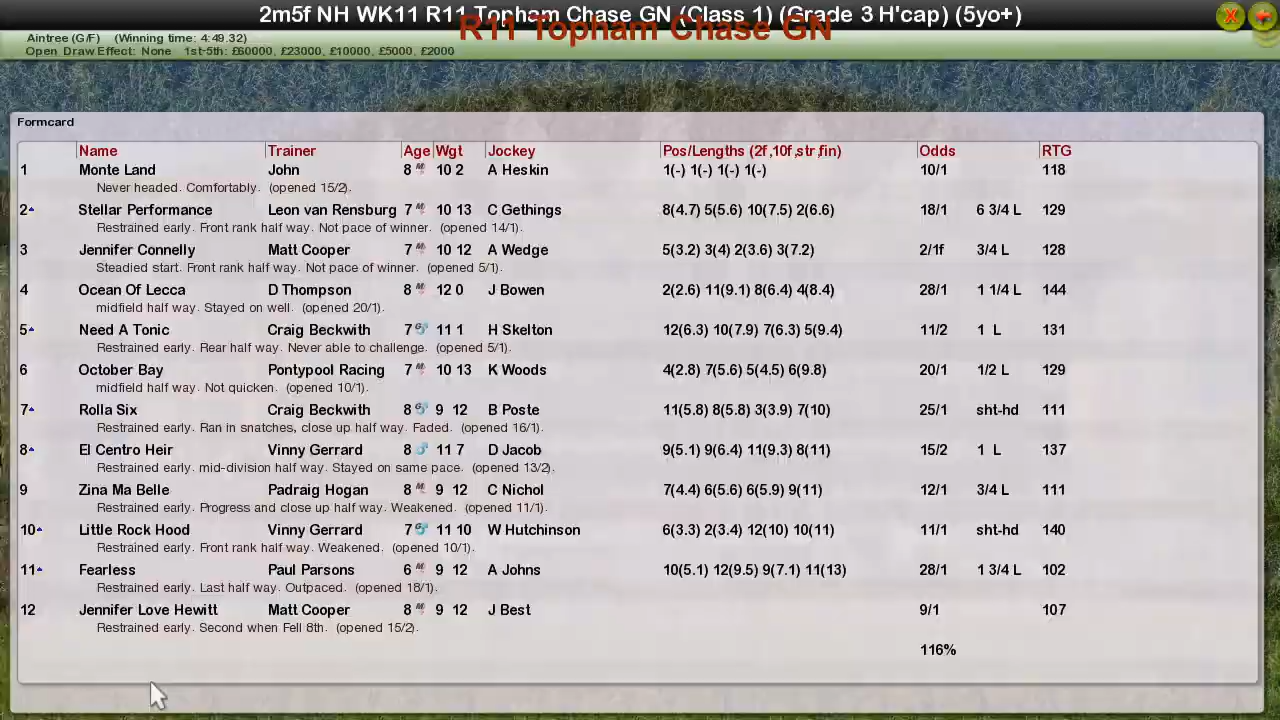 2m5f NH WK11 R11 Topham Chase GN (Class 1) (Grade 3 H'cap) (5yo+)
R11 Topham Chase GN
Aintree (G/F) (Winning time: 4:49.32)
Open Draw Effect: None 1st-5th: £60000, £23000, £10000, £5000, £2000
Formcard
Name Trainer Age Wgt Jockey Pos/Lengths (2f,10f,str,fin) Odds RTG
1 Monte Land John 8 10 2 A Heskin 1(-) 1(-) 1(-) 1(-) 10/1 118
Never headed. Comfortably. (opened 15/2).
2 Stellar Performance Leon van Rensburg 7 10 13 C Gethings 8(4.7) 5(5.6) 10(7.5) 2(6.6) 18/1 6 3/4 L 129
Restrained early. Front rank half way. Not pace of winner. (opened 14/1).
3 Jennifer Connelly Matt Cooper 7 10 12 A Wedge 5(3.2) 3(4) 2(3.6) 3(7.2) 2/1f 3/4 L 128
Steadied start. Front rank half way. Not pace of winner. (opened 5/1).
4 Ocean Of Lecca D Thompson 8 12 0 J Bowen 2(2.6) 11(9.1) 8(6.4) 4(8.4) 28/1 1 1/4 L 144
midfield half way. Stayed on well. (opened 20/1).
5 Need A Tonic Craig Beckwith 7 11 1 H Skelton 12(6.3) 10(7.9) 7(6.3) 5(9.4) 11/2 1 L 131
Restrained early. Rear half way. Never able to challenge. (opened 5/1).
6 October Bay Pontypool Racing 7 10 13 K Woods 4(2.8) 7(5.6) 5(4.5) 6(9.8) 20/1 1/2 L 129
midfield half way. Not quicken. (opened 10/1).
7 Rolla Six Craig Beckwith 8 9 12 B Poste 11(5.8) 8(5.8) 3(3.9) 7(10) 25/1 sht-hd 111
Restrained early. Ran in snatches, close up half way. Faded. (opened 16/1).
8 El Centro Heir Vinny Gerrard 8 11 7 D Jacob 9(5.1) 9(6.4) 11(9.3) 8(11) 15/2 1 L 137
Restrained early. mid-division half way. Stayed on same pace. (opened 13/2).
9 Zina Ma Belle Padraig Hogan 8 9 12 C Nichol 7(4.4) 6(5.6) 6(5.9) 9(11) 12/1 3/4 L 111
Restrained early. Progress and close up half way. Weakened. (opened 11/1).
10 Little Rock Hood Vinny Gerrard 7 11 10 W Hutchinson 6(3.3) 2(3.4) 12(10) 10(11) 11/1 sht-hd 140
Restrained early. Front rank half way. Weakened. (opened 10/1).
11 Fearless Paul Parsons 6 9 12 A Johns 10(5.1) 12(9.5) 9(7.1) 11(13) 28/1 1 3/4 L 102
Restrained early. Last half way. Outpaced. (opened 18/1).
12 Jennifer Love Hewitt Matt Cooper 8 9 12 J Best 9/1 107
Restrained early. Second when Fell 8th. (opened 15/2).
116%